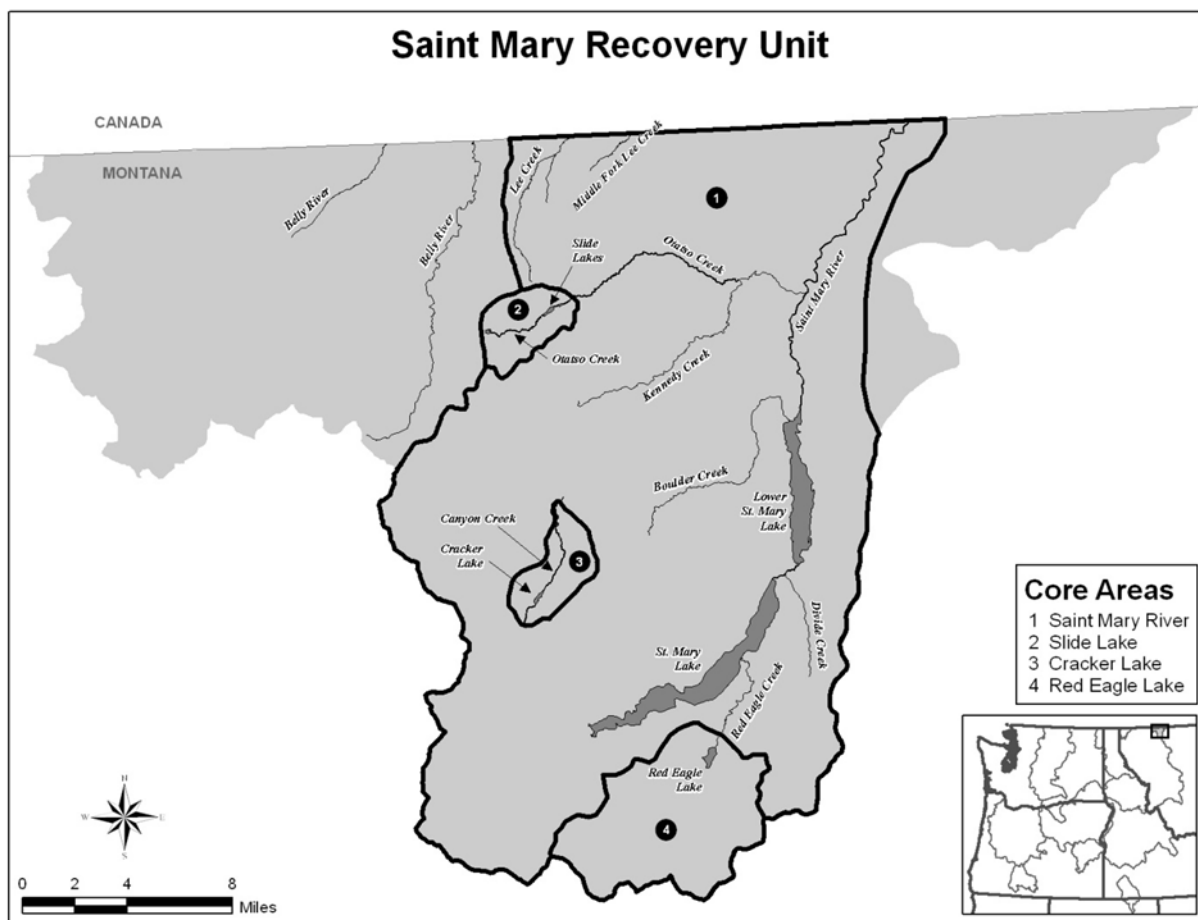 Saint Mary Recovery Unit
CANADA
MONTANA
Belly River
Belly River
Lee Creek
Middle Fork Lee Creek
1
Slide
Lakes
Otatso Creek
Saint Mary River
2
Otatso Creek
Kennedy Creek
Boulder Creek
Lower
St. Mary
Lake
Canyon Creek
Cracker
Lake
3
Divide Creek
St. Mary
Lake
Red Eagle Creek
Red Eagle
Lake
4
Core Areas
1 Saint Mary River
2 Slide Lake
3 Cracker Lake
4 Red Eagle Lake
N
W E
S
0 2 4 8
Miles